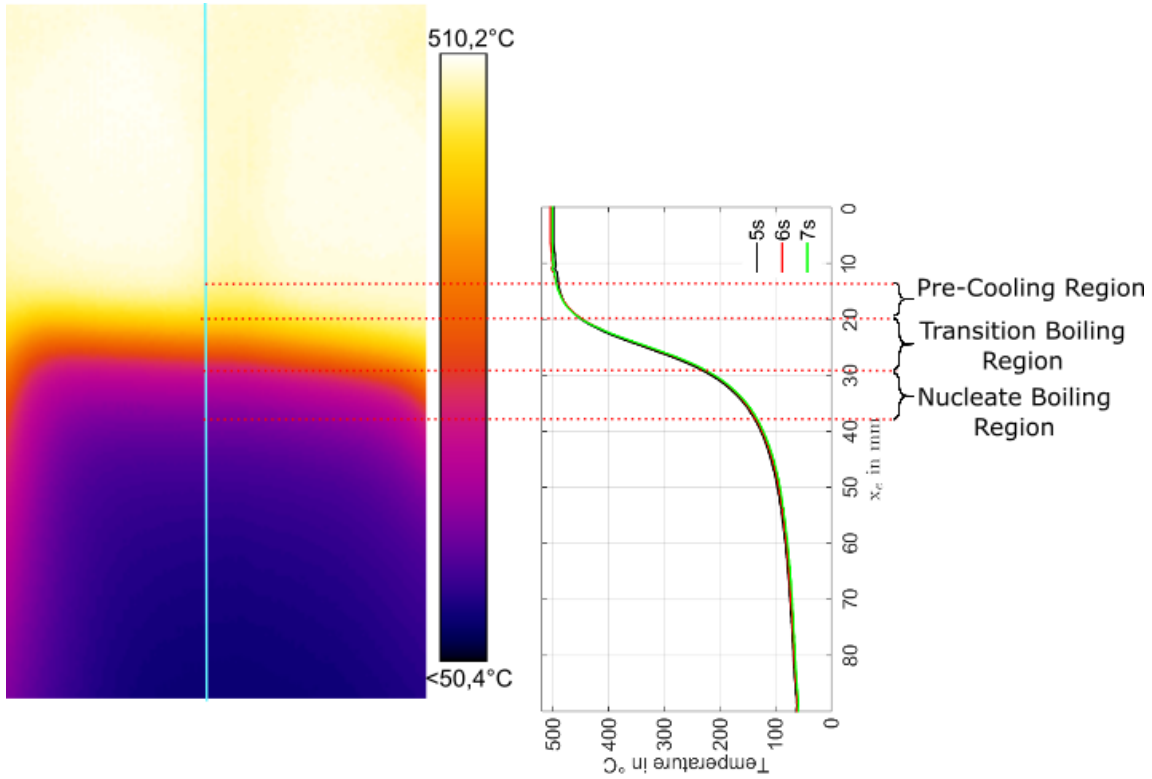 510,2°C
<50,4°C
5s
6s
7s
0
10
20
30
40
50
60
70
80
x_e in mm
500
400
300
200
100
0
Temperature in °C
Pre-Cooling Region
Transition Boiling
Region
Nucleate Boiling
Region